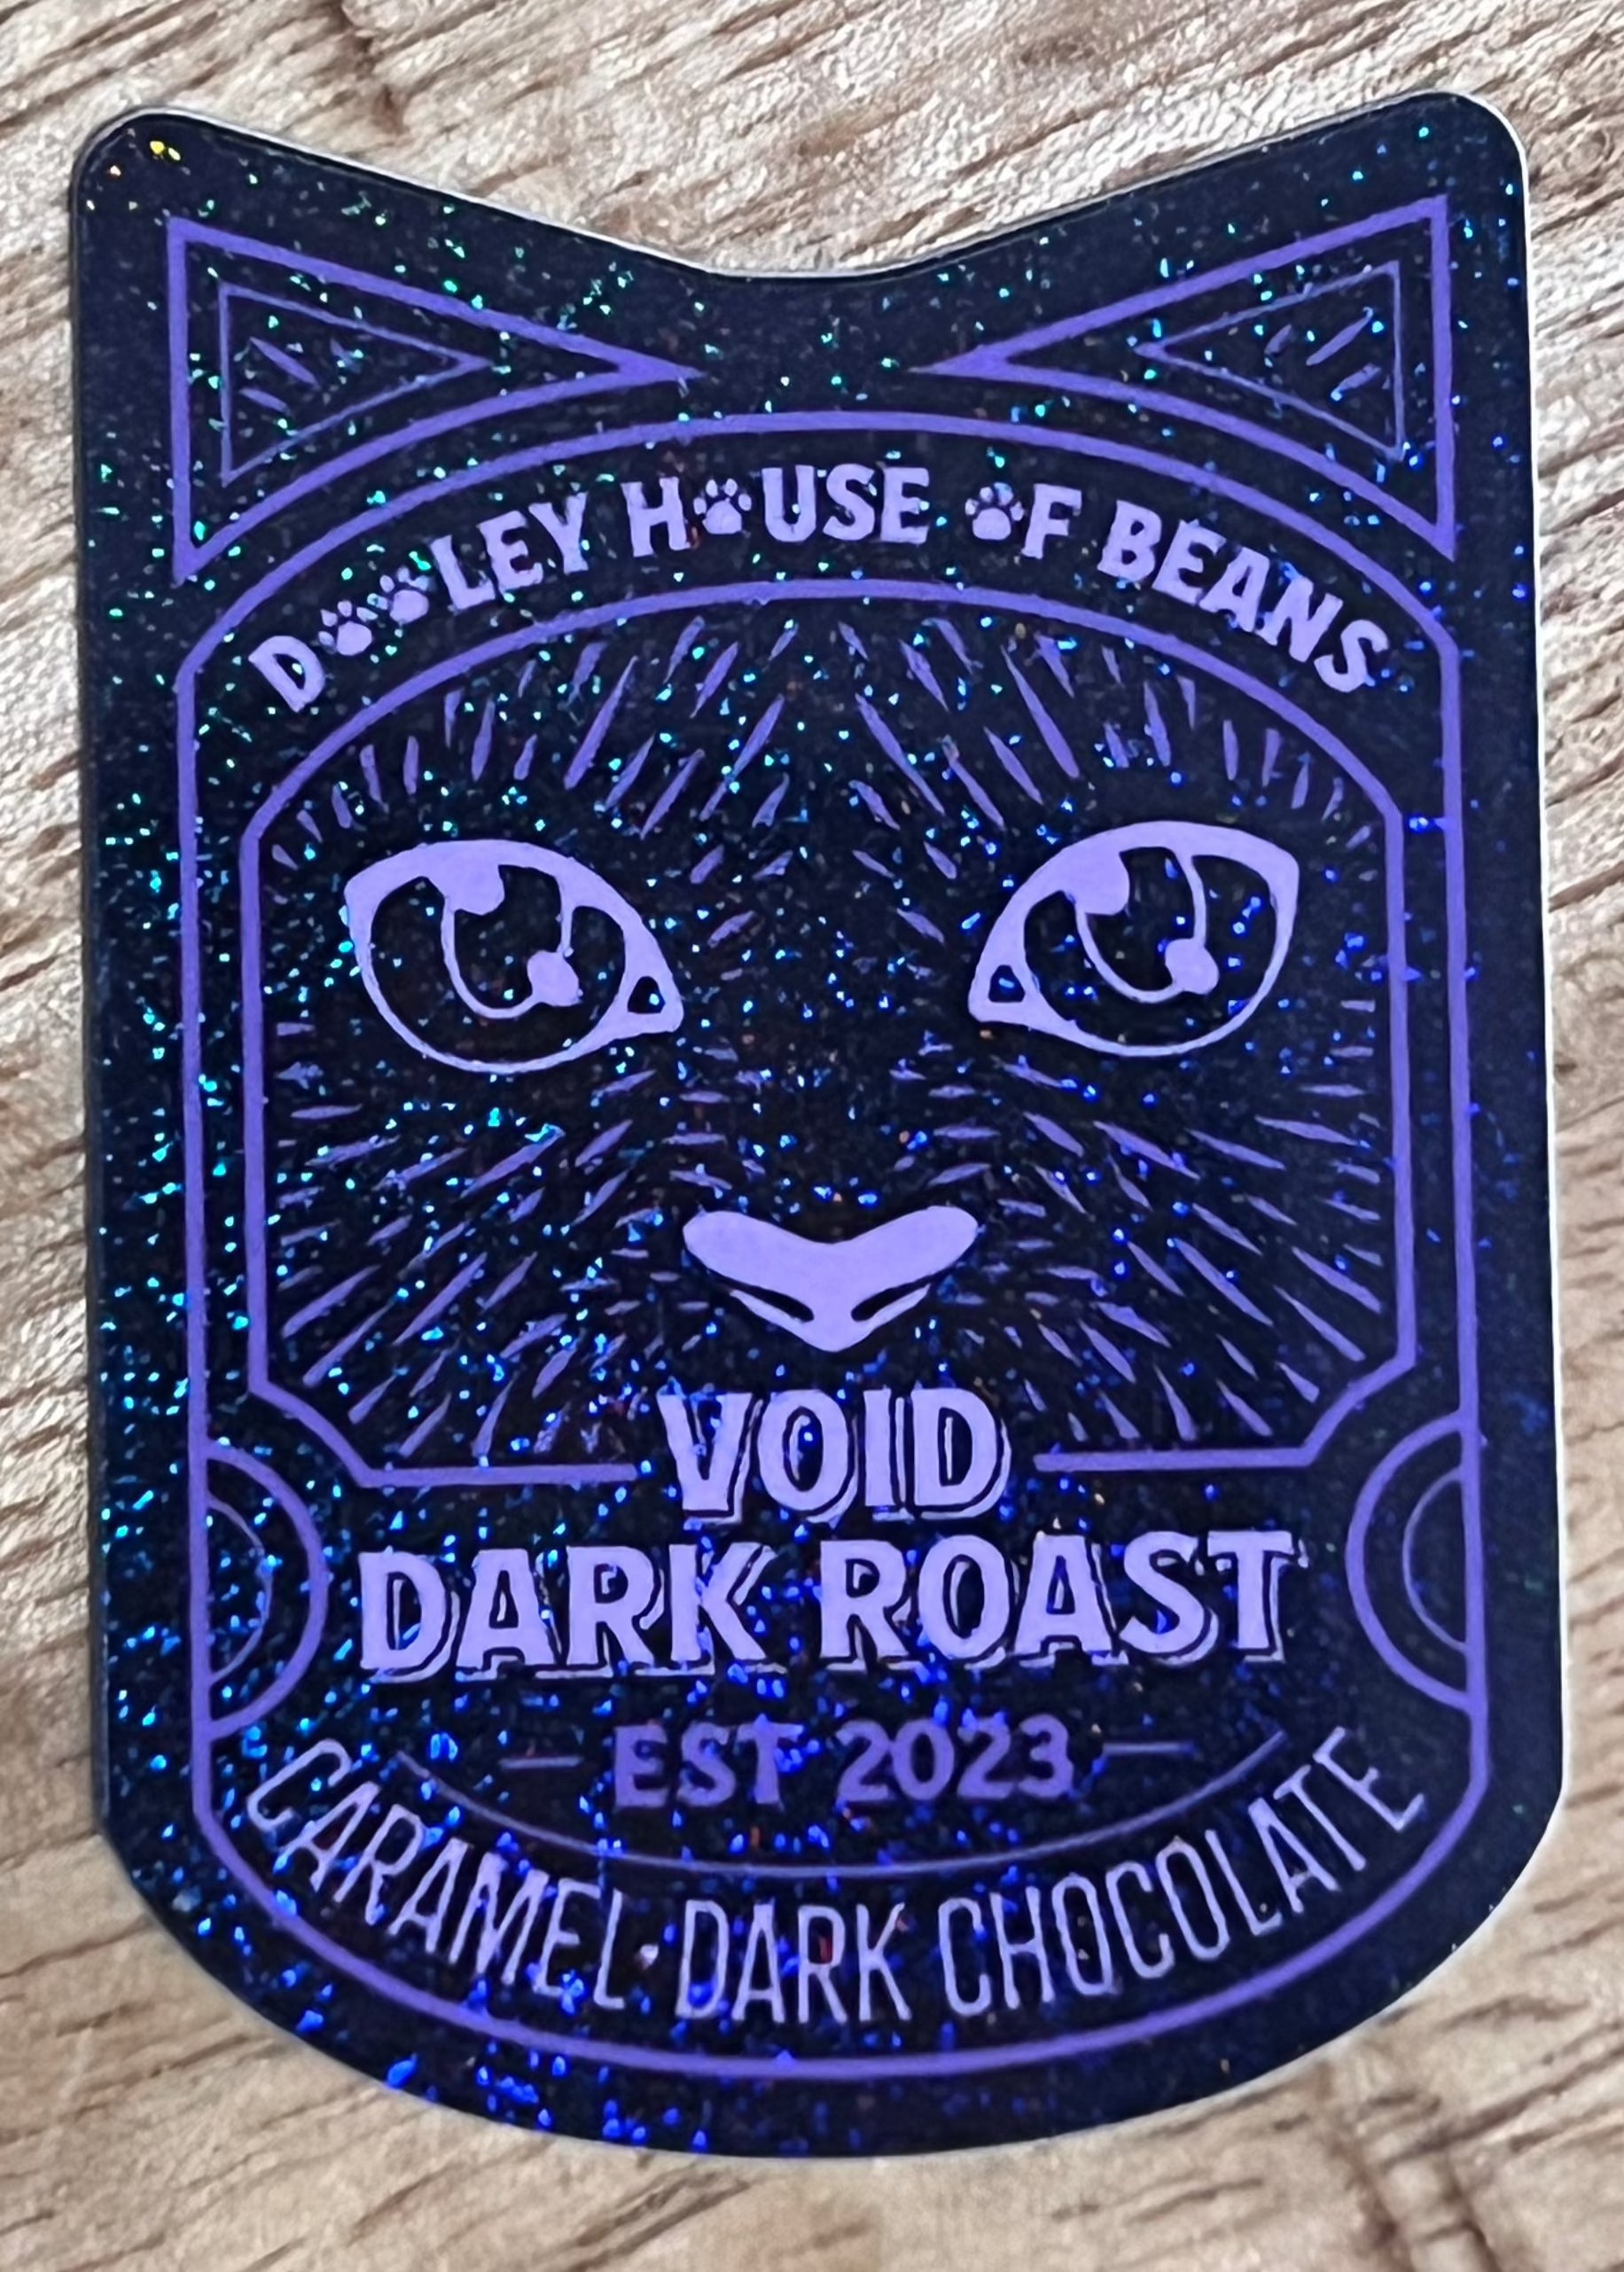 DOOLEY HOUSE OF BEANS
VOID
DARK ROAST
EST 2023
CARAMEL·DARK CHOCOLATE